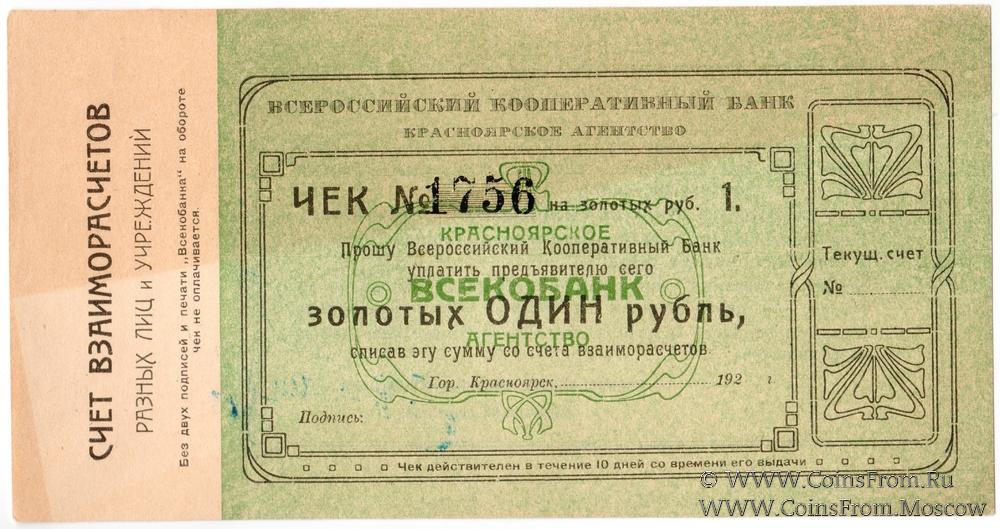 СЧЕТ ВЗАИМОРАСЧЕТОВ
РАЗНЫХ ЛИЦ и УЧРЕЖДЕНИЙ
Без двух подписей и печати „Всенобанка" на обороте
чек не оплачивается.
ВСЕРОССИЙСКИЙ КООПЕРАТИВНЫЙ БАНК
КРАСНОЯРСКОЕ АГЕНТСТВО
ЧЕК № 1756 на золотых руб. 1.
КРАСНОЯРСКОЕ
Прошу Всероссийский Кооперативный Банк
уплатить предъявителю сего
ВСЕКОБАНК
золотых ОДИН рубль,
АГЕНТСТВО
списав эту сумму со счета взаиморасчетов
Гор. Красноярск, 192 г
Подпись:
Чек действителен в течение 10 дней со времени его выдачи
Текущ. счет
№
© WWW.CoinsFrom.Ru
WWW.CoinsFrom.Moscow